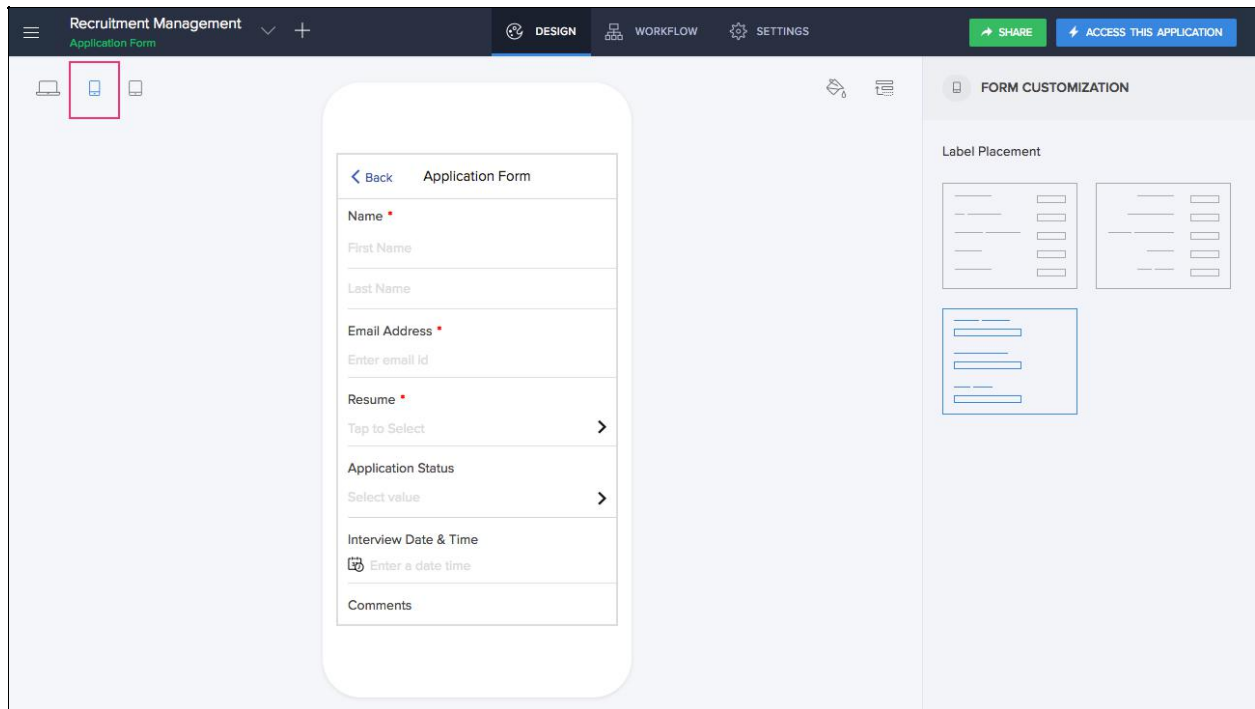 Recruitment Management
Application Form
DESIGN
WORKFLOW
SETTINGS
SHARE
ACCESS THIS APPLICATION
FORM CUSTOMIZATION
Label Placement
Back
Application Form
Name *
First Name
Last Name
Email Address *
Enter email id
Resume *
Tap to Select
Application Status
Select value
Interview Date & Time
Enter a date time
Comments